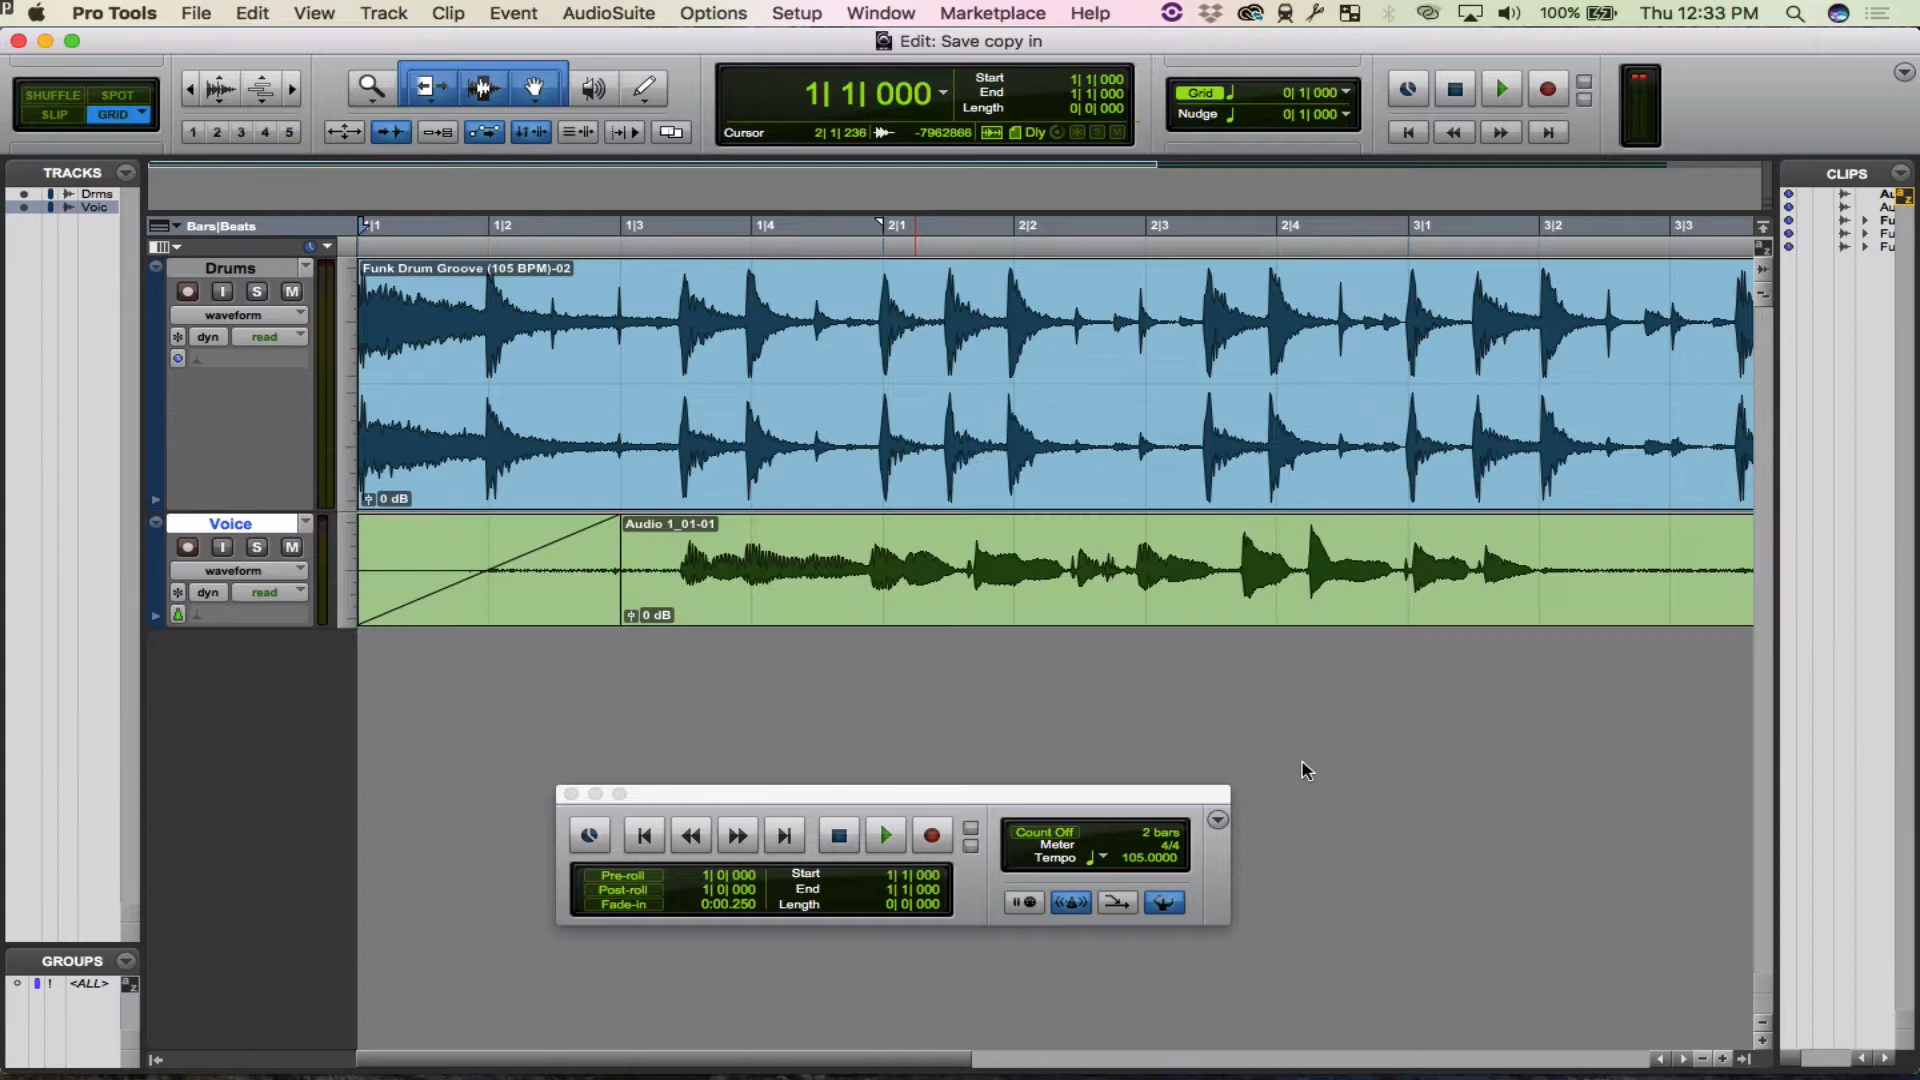 Pro Tools File Edit View Track Clip Event AudioSuite Options Setup Window Marketplace Help 100% Thu 12:33 PM
Edit: Save copy in
SHUFFLE SPOT
SLIP GRID
1 2 3 4 5
1| 1| 000
Start 1| 1| 000
End 1| 1| 000
Length 0| 0| 000
Cursor 2| 1| 236 -7962866 Dly S M
Grid 0| 1| 000
Nudge 0| 1| 000
TRACKS
Drms
Voic
CLIPS
Au
Au
Fu
Fu
Fu
Bars|Beats 1|1 1|2 1|3 1|4 2|1 2|2 2|3 2|4 3|1 3|2 3|3
Drums
I S M
waveform
dyn read
Funk Drum Groove (105 BPM)-02
0 dB
Voice
I S M
waveform
dyn read
Audio 1_01-01
0 dB
Count Off 2 bars
Meter 4/4
Tempo 105.0000
Pre-roll 1| 0| 000 Start 1| 1| 000
Post-roll 1| 0| 000 End 1| 1| 000
Fade-in 0:00.250 Length 0| 0| 000
GROUPS
! <ALL>
a z